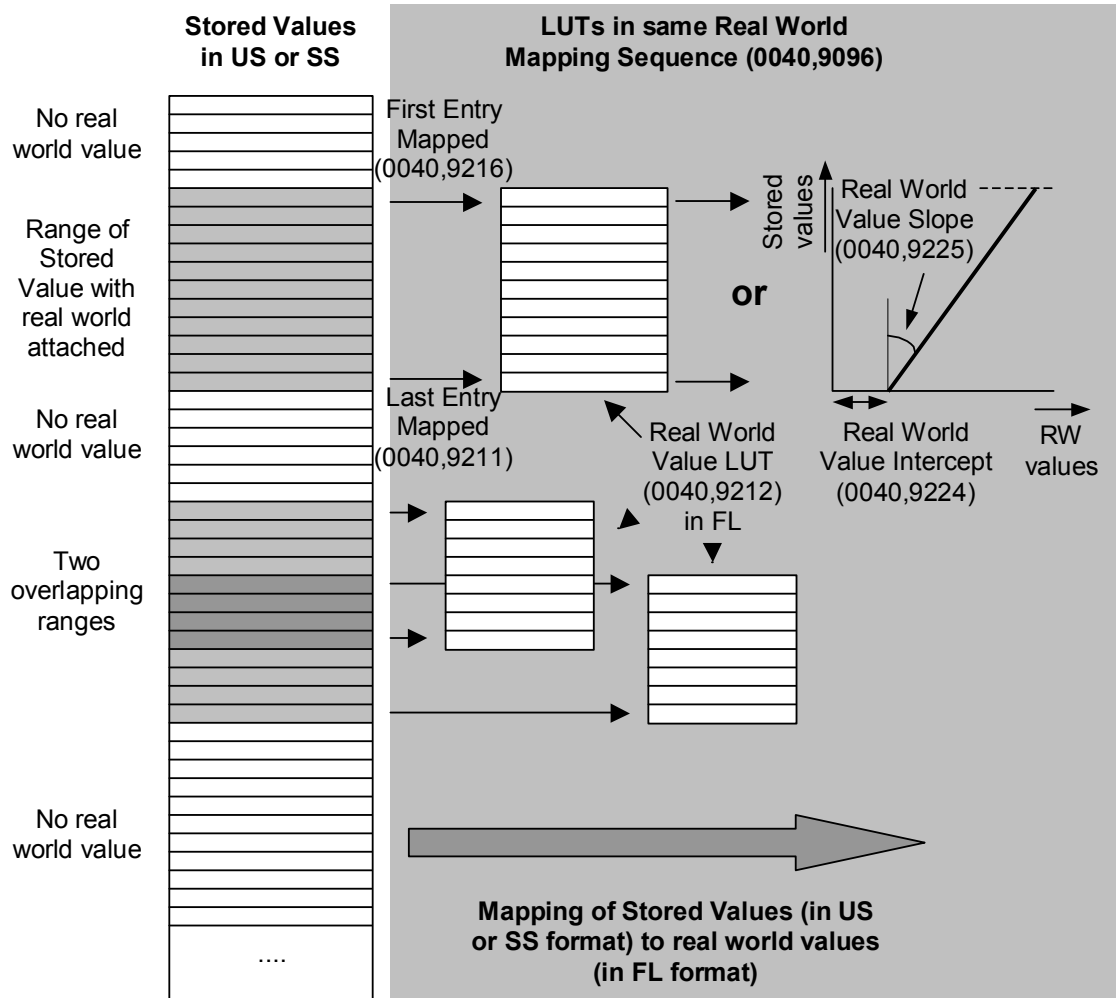 Stored Values
in US or SS
LUTs in same Real World
Mapping Sequence (0040,9096)
No real
world value
First Entry
Mapped
(0040,9216)
Range of
Stored
Value with
real world
attached
or
Stored
values
Real World
Value Slope
(0040,9225)
No real
world value
Last Entry
Mapped
(0040,9211)
Real World
Value LUT
(0040,9212)
in FL
Real World
Value Intercept
(0040,9224)
RW
values
Two
overlapping
ranges
No real
world value
Mapping of Stored Values (in US
or SS format) to real world values
(in FL format)
....